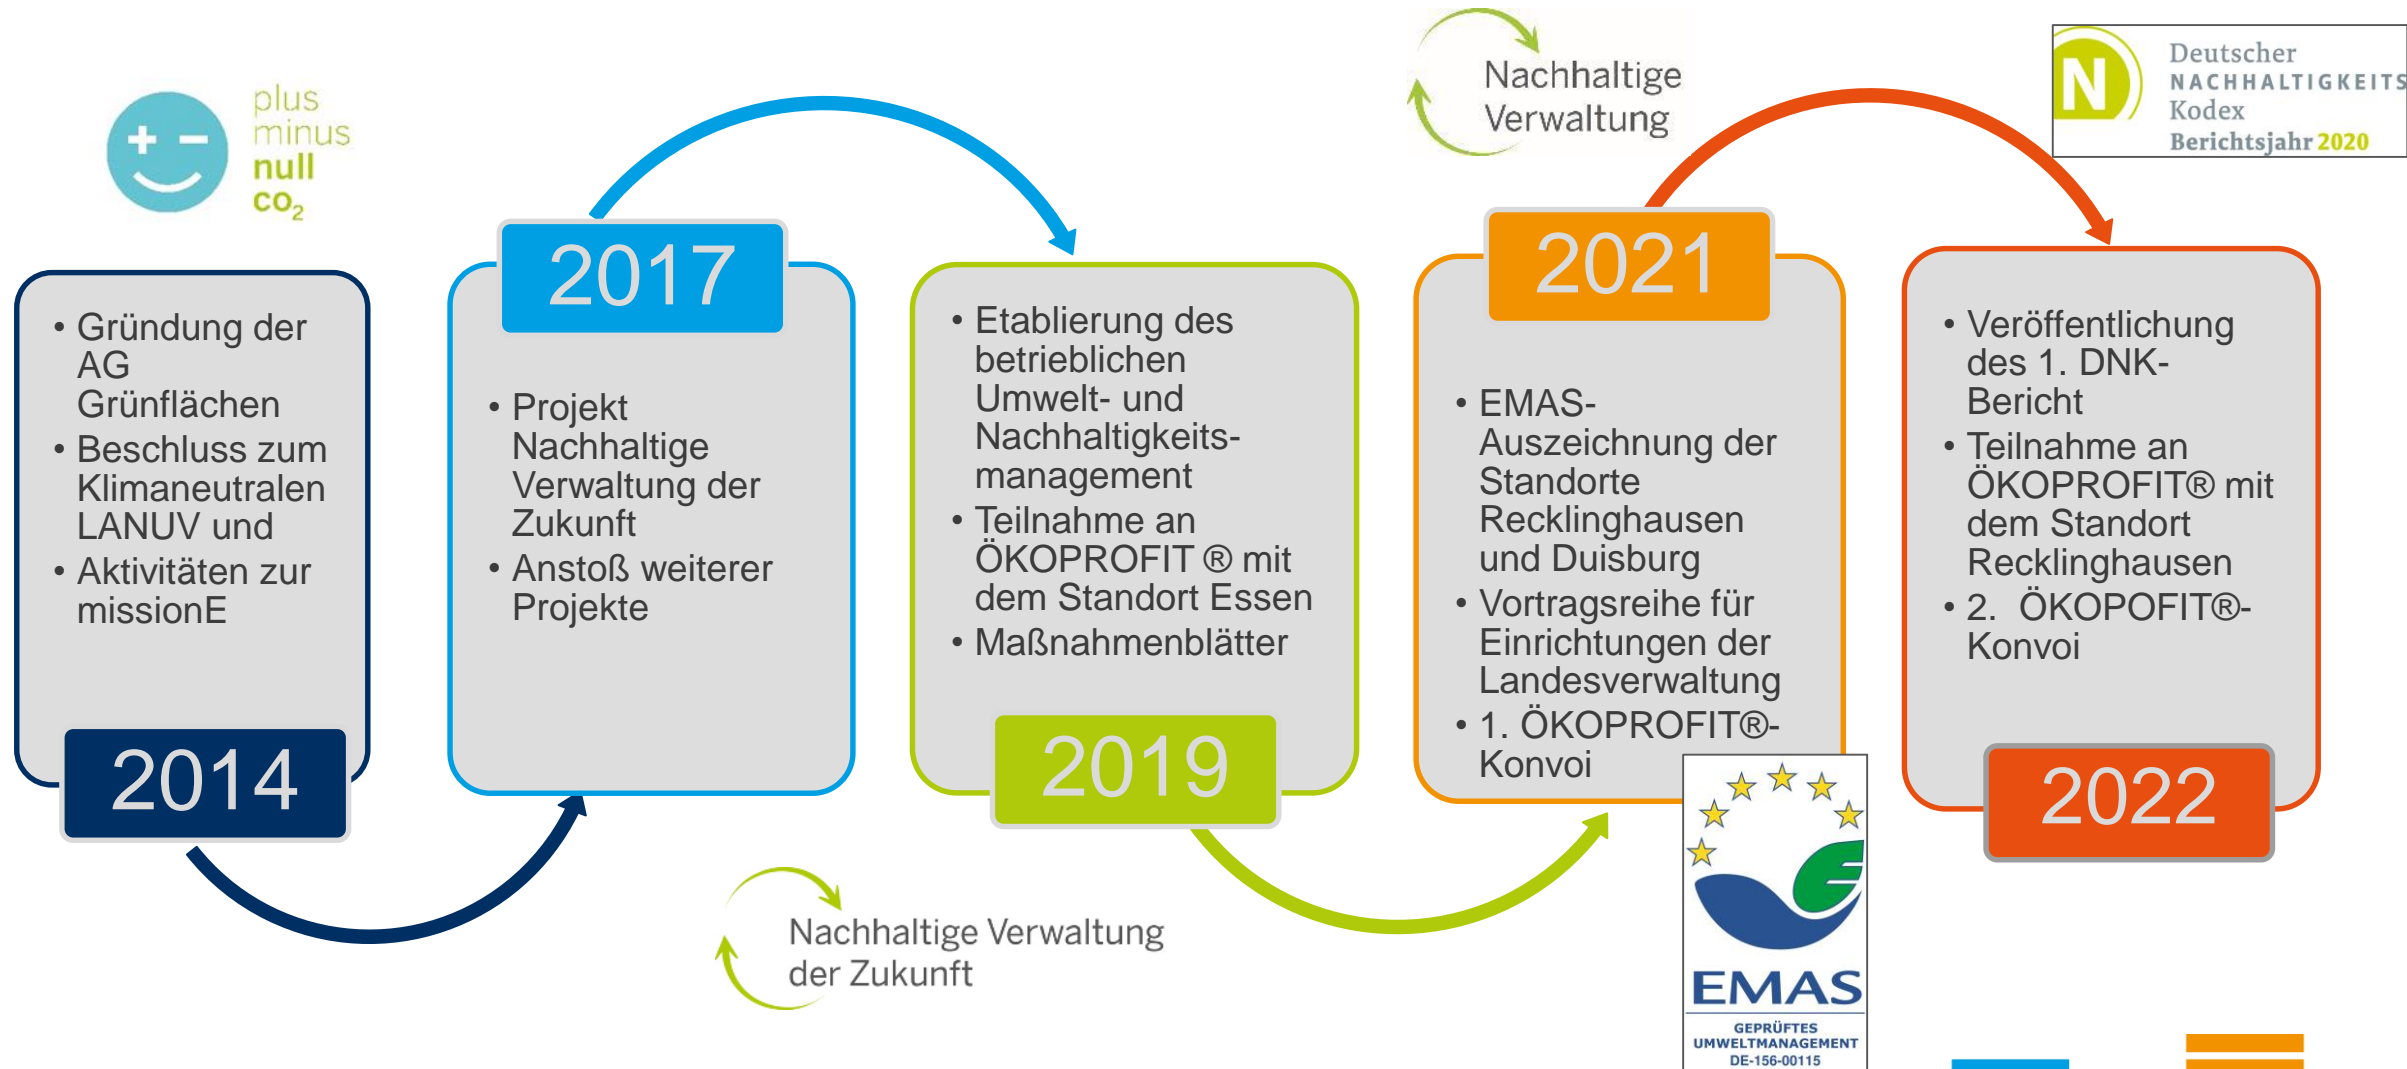 plus
minus
null
co₂
2014
• Gründung der
AG
Grünflächen
• Beschluss zum
Klimaneutralen
LANUV und
• Aktivitäten zur
missionE
2017
• Projekt
Nachhaltige
Verwaltung der
Zukunft
• Anstoß weiterer
Projekte
Nachhaltige Verwaltung
der Zukunft
• Etablierung des
betrieblichen
Umwelt- und
Nachhaltigkeits-
management
• Teilnahme an
ÖKOPROFIT ® mit
dem Standort Essen
• Maßnahmenblätter
2019
Nachhaltige
Verwaltung
2021
• EMAS-
Auszeichnung der
Standorte
Recklinghausen
und Duisburg
• Vortragsreihe für
Einrichtungen der
Landesverwaltung
• 1. ÖKOPROFIT®-
Konvoi
EMAS
GEPRÜFTES
UMWELTMANAGEMENT
DE-156-00115
N
Deutscher
NACHHALTIGKEITS
Kodex
Berichtsjahr 2020
• Veröffentlichung
des 1. DNK-
Bericht
• Teilnahme an
ÖKOPROFIT® mit
dem Standort
Recklinghausen
• 2. ÖKOPOFIT®-
Konvoi
2022